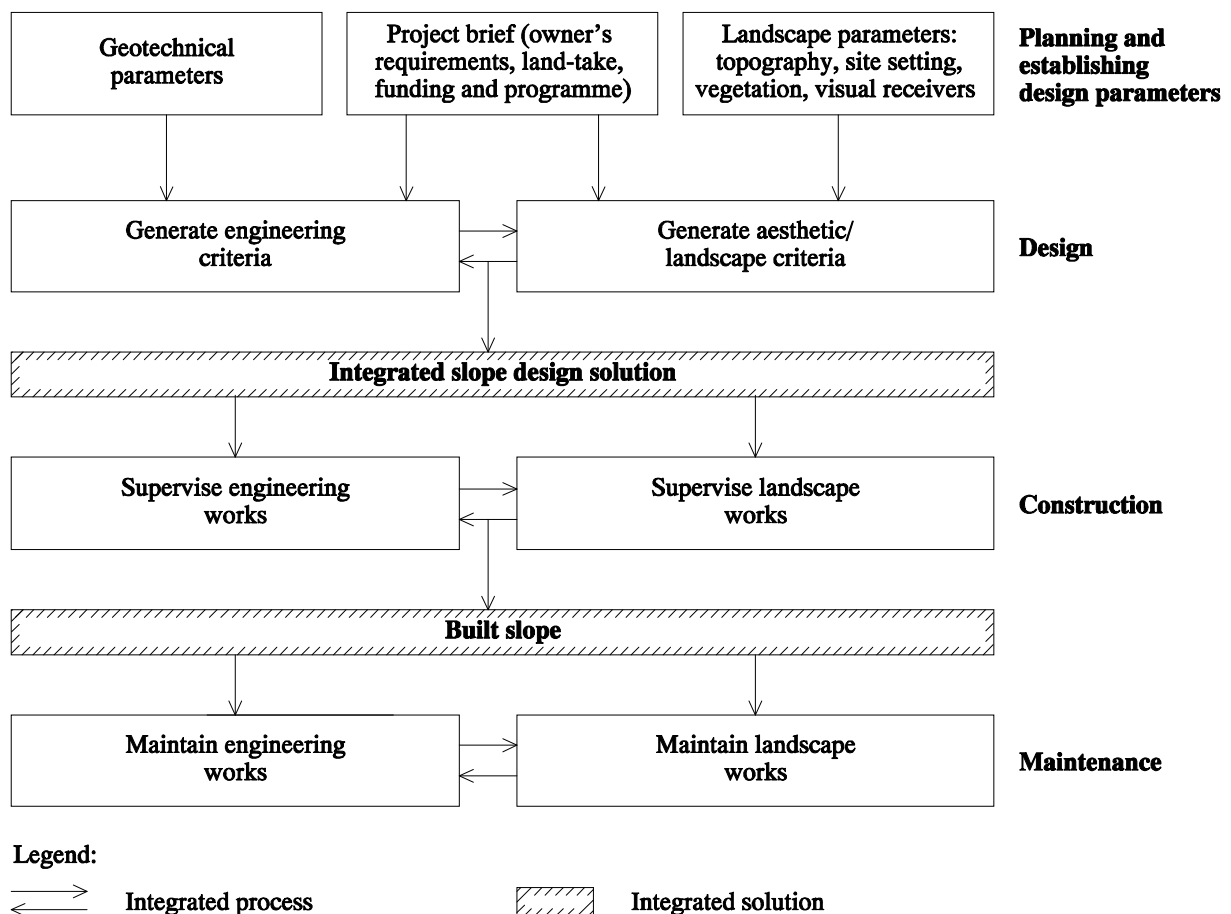 Geotechnical
parameters
Project brief (owner’s
requirements, land-take,
funding and programme)
Landscape parameters:
topography, site setting,
vegetation, visual receivers
Planning and
establishing
design parameters
Generate engineering
criteria
Generate aesthetic/
landscape criteria
Design
Integrated slope design solution
Supervise engineering
works
Supervise landscape
works
Construction
Built slope
Maintain engineering
works
Maintain landscape
works
Maintenance
Legend:
Integrated process
Integrated solution